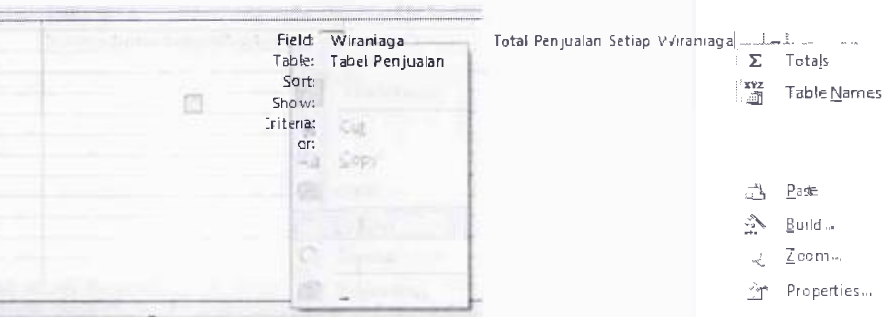 Field: Wiraniaga Total Penjualan Setiap Wiraniaga
Table: Tabel Penjualan
Sort:
Show:
Criteria:
or:
Cut
Copy
Σ Totals
XYZ Table Names
Paste
Build...
Zoom...
Properties...